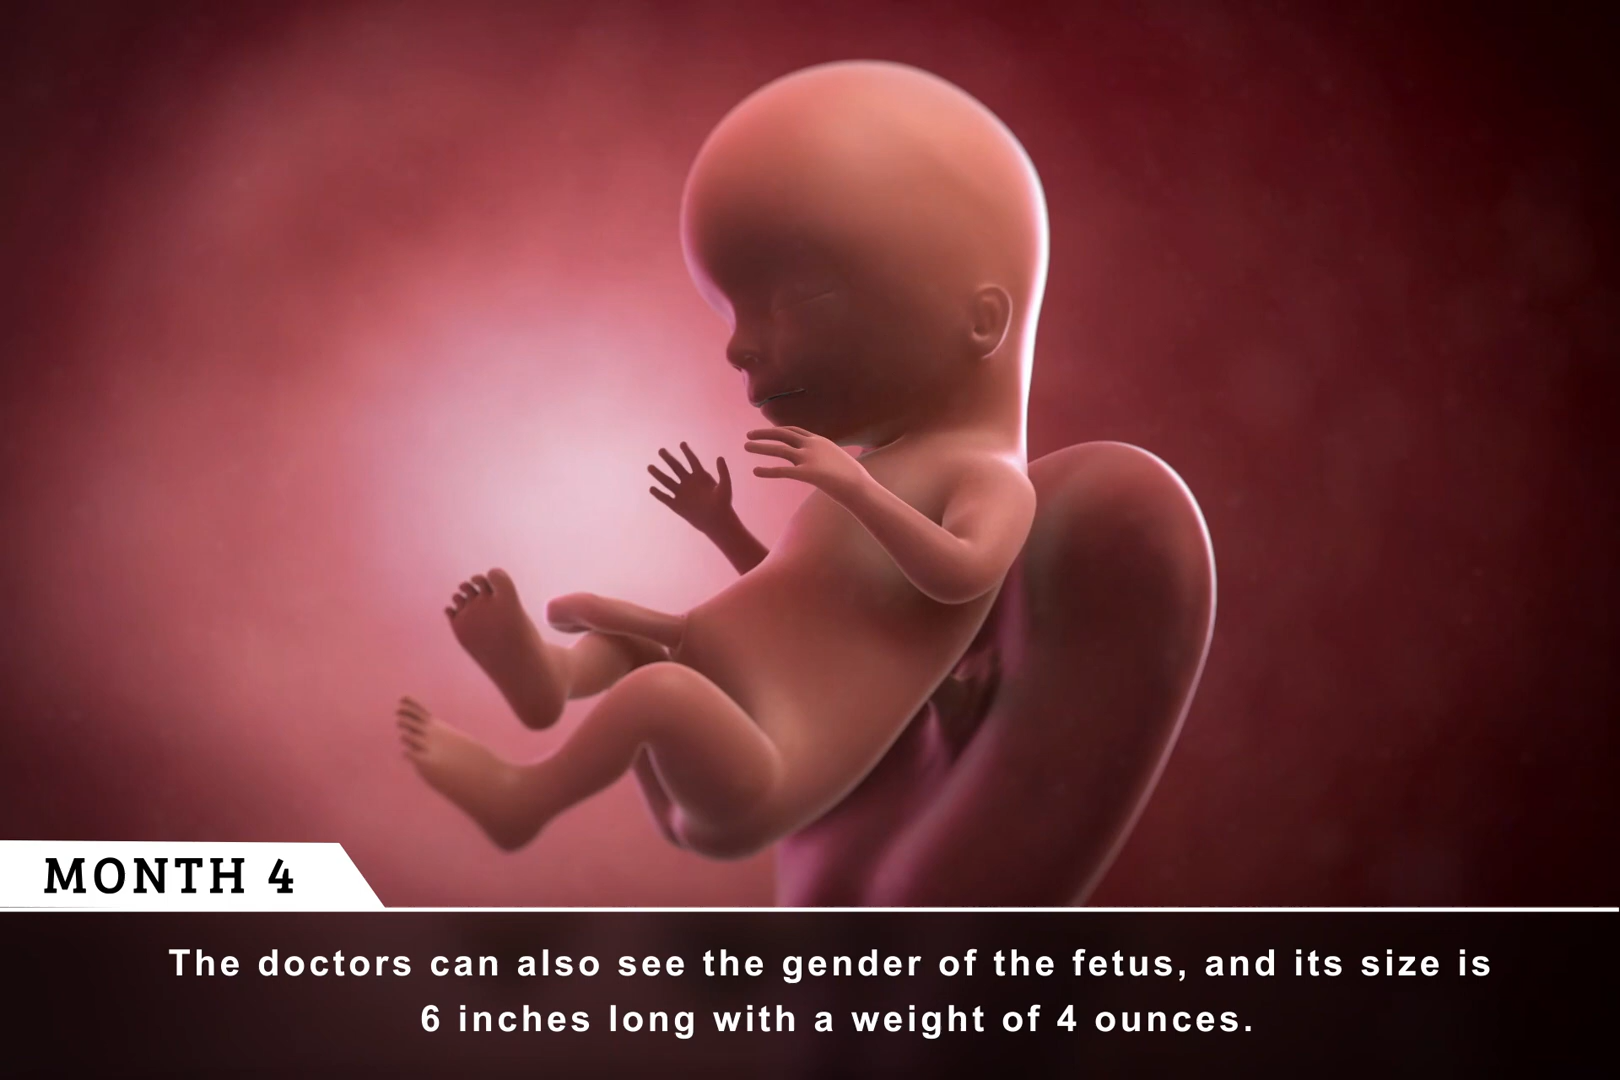 MONTH 4
The doctors can also see the gender of the fetus, and its size is
6 inches long with a weight of 4 ounces.